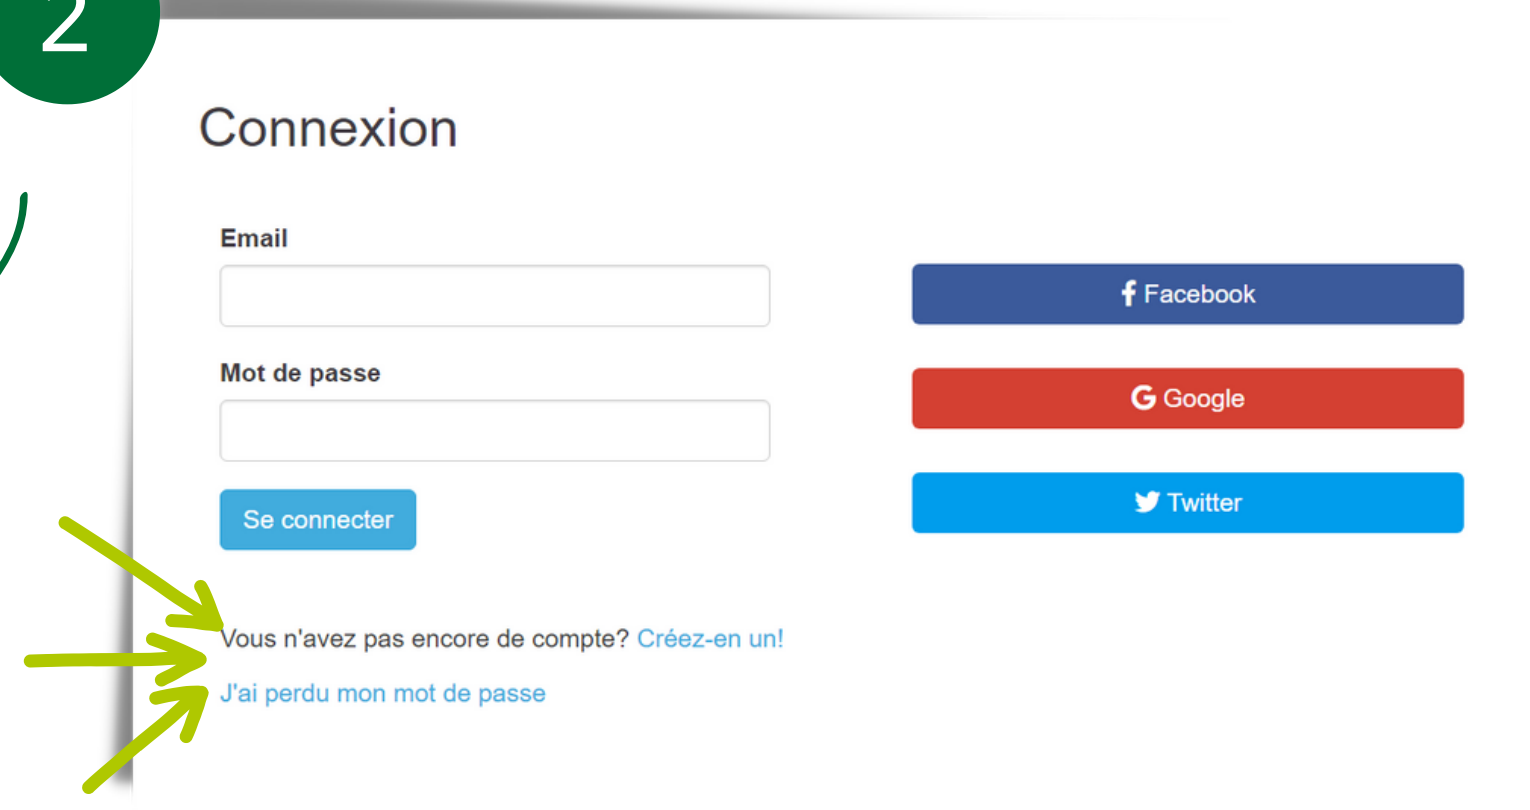 2
Connexion
Email
Facebook
Mot de passe
Google
Se connecter
Twitter
Vous n'avez pas encore de compte? Créez-en un!
J'ai perdu mon mot de passe